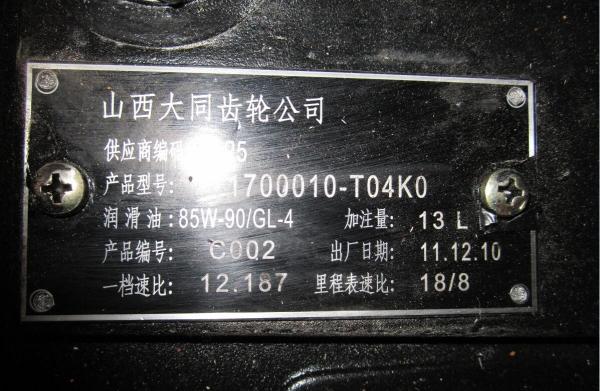 山西大同齿轮公司
供应商编码 25
产品型号: 1700010-T04K0
润滑油: 85W-90/GL-4 加注量: 13 L
产品编号: C002 出厂日期: 11.12.10
一档速比: 12.187 里程表速比: 18/8